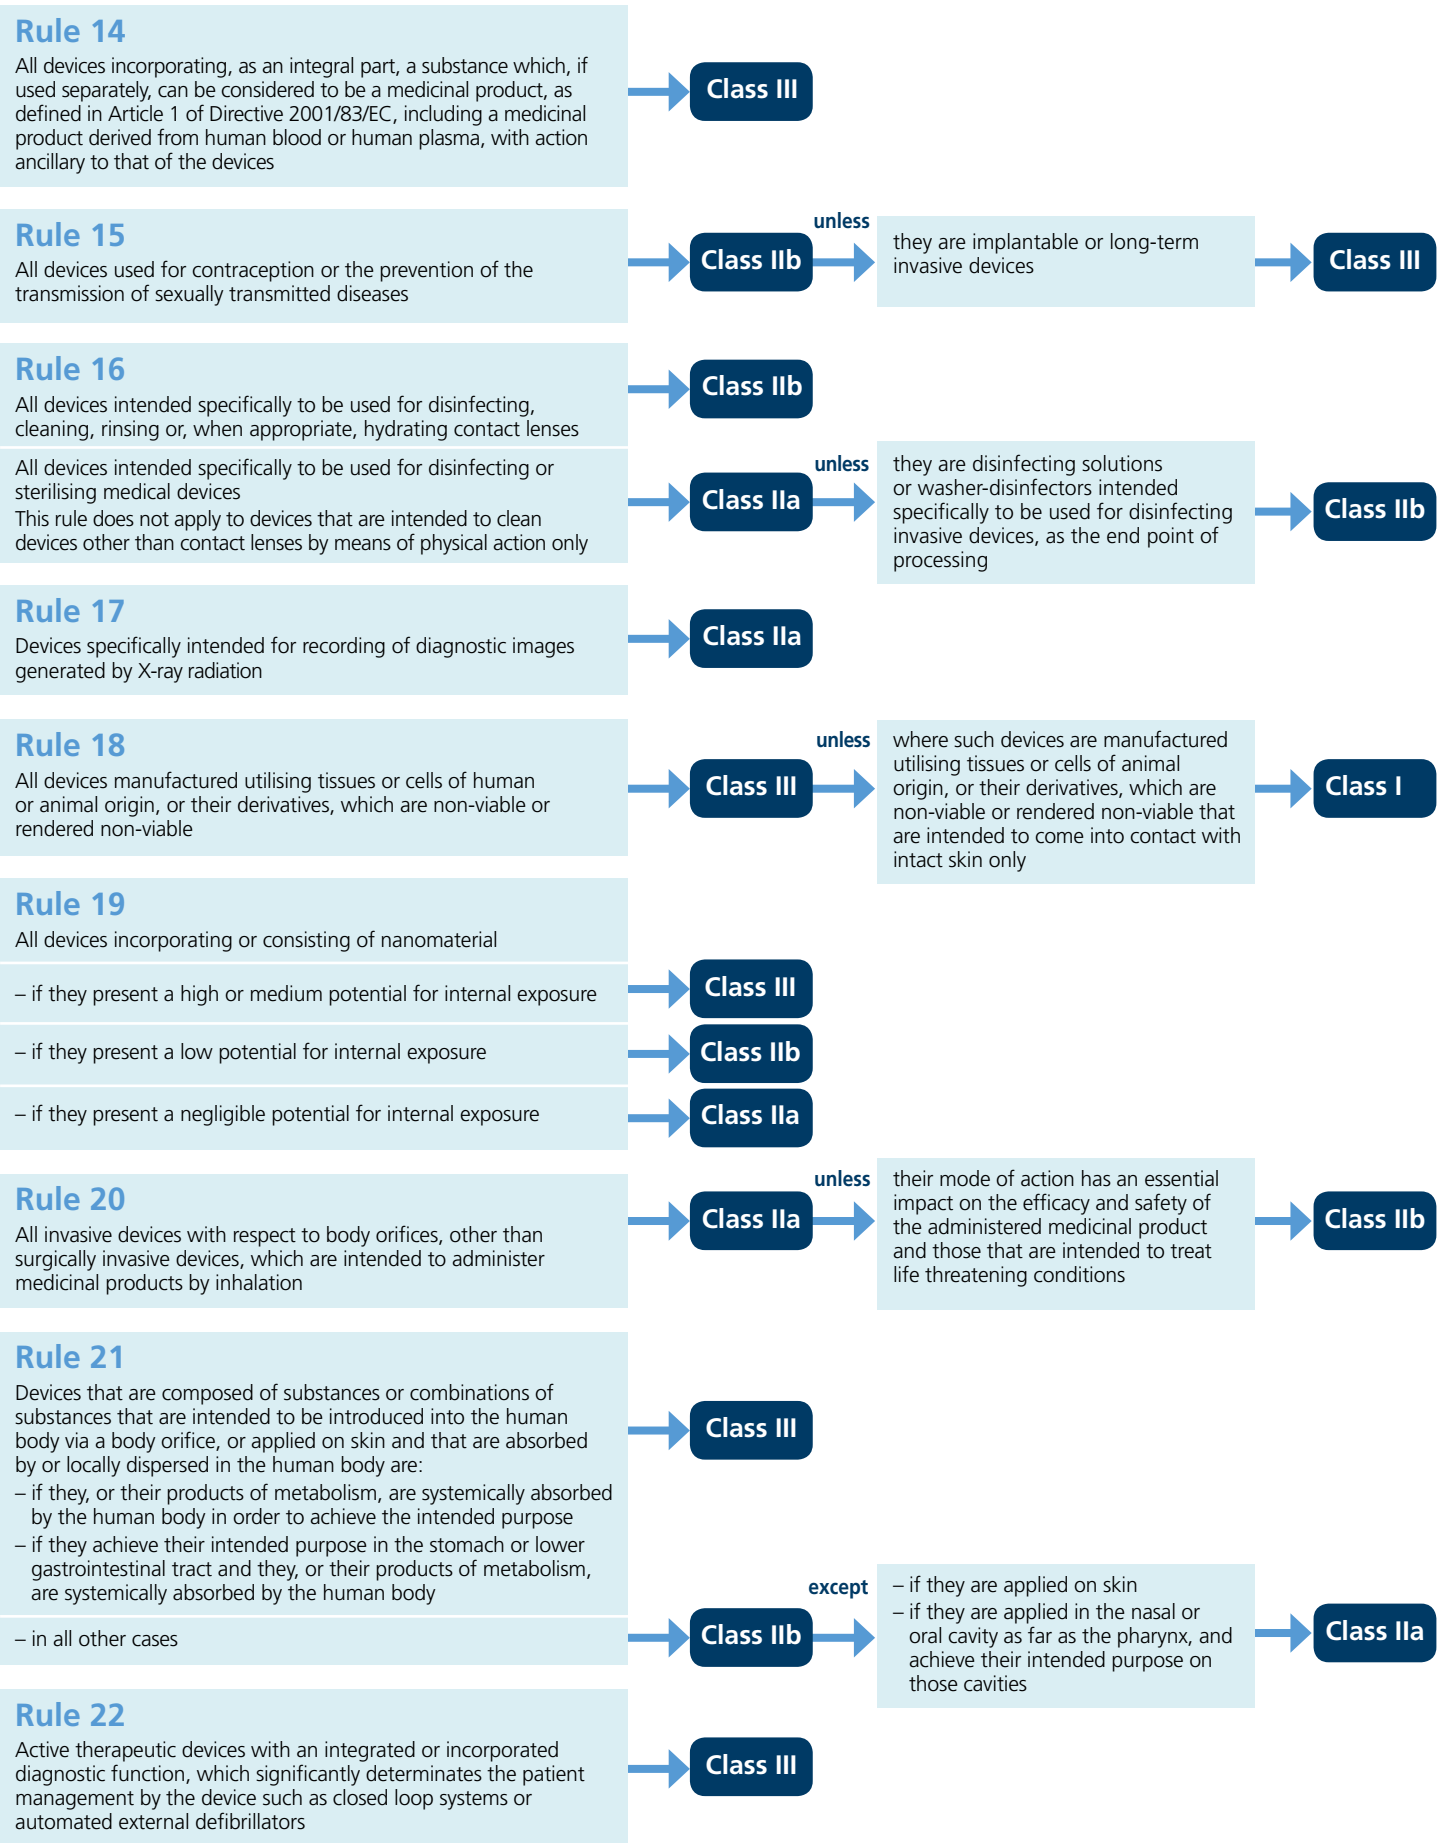 Rule 14
All devices incorporating, as an integral part, a substance which, if
used separately, can be considered to be a medicinal product, as
defined in Article 1 of Directive 2001/83/EC, including a medicinal
product derived from human blood or human plasma, with action
ancillary to that of the devices
Class III
Rule 15
All devices used for contraception or the prevention of the
transmission of sexually transmitted diseases
Class IIb
unless
they are implantable or long-term
invasive devices
Class III
Rule 16
All devices intended specifically to be used for disinfecting,
cleaning, rinsing or, when appropriate, hydrating contact lenses
Class IIb
All devices intended specifically to be used for disinfecting or
sterilising medical devices
This rule does not apply to devices that are intended to clean
devices other than contact lenses by means of physical action only
Class IIa
unless
they are disinfecting solutions
or washer-disinfectors intended
specifically to be used for disinfecting
invasive devices, as the end point of
processing
Class IIb
Rule 17
Devices specifically intended for recording of diagnostic images
generated by X-ray radiation
Class IIa
Rule 18
All devices manufactured utilising tissues or cells of human
or animal origin, or their derivatives, which are non-viable or
rendered non-viable
Class III
unless
where such devices are manufactured
utilising tissues or cells of animal
origin, or their derivatives, which are
non-viable or rendered non-viable that
are intended to come into contact with
intact skin only
Class I
Rule 19
All devices incorporating or consisting of nanomaterial
– if they present a high or medium potential for internal exposure
Class III
– if they present a low potential for internal exposure
Class IIb
– if they present a negligible potential for internal exposure
Class IIa
Rule 20
All invasive devices with respect to body orifices, other than
surgically invasive devices, which are intended to administer
medicinal products by inhalation
Class IIa
unless
their mode of action has an essential
impact on the efficacy and safety of
the administered medicinal product
and those that are intended to treat
life threatening conditions
Class IIb
Rule 21
Devices that are composed of substances or combinations of
substances that are intended to be introduced into the human
body via a body orifice, or applied on skin and that are absorbed
by or locally dispersed in the human body are:
– if they, or their products of metabolism, are systemically absorbed
by the human body in order to achieve the intended purpose
– if they achieve their intended purpose in the stomach or lower
gastrointestinal tract and they, or their products of metabolism,
are systemically absorbed by the human body
Class III
– in all other cases
Class IIb
except
– if they are applied on skin
– if they are applied in the nasal or
oral cavity as far as the pharynx, and
achieve their intended purpose on
those cavities
Class IIa
Rule 22
Active therapeutic devices with an integrated or incorporated
diagnostic function, which significantly determinates the patient
management by the device such as closed loop systems or
automated external defibrillators
Class III